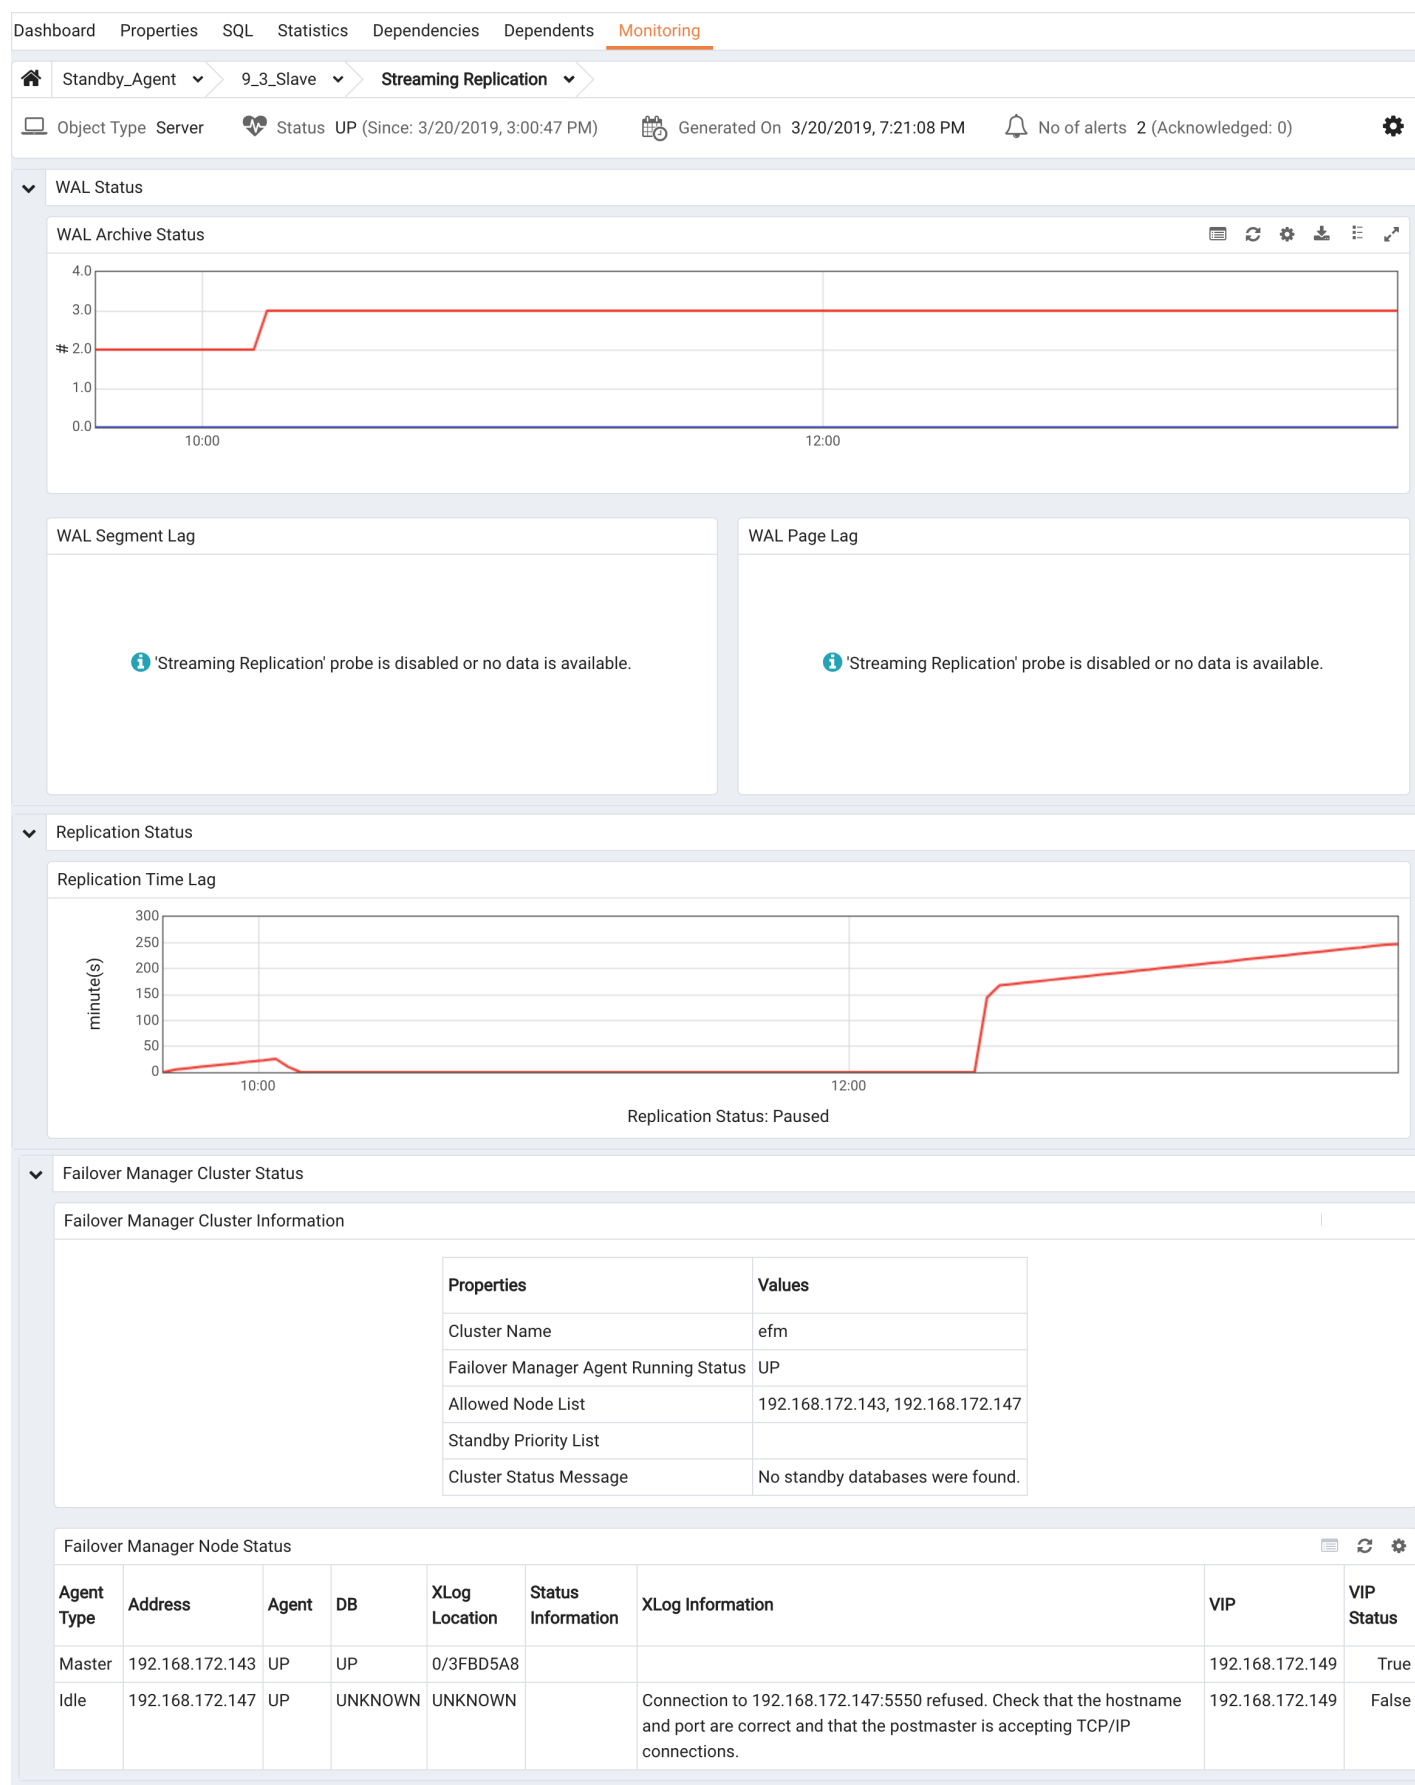 Dashboard Properties SQL Statistics Dependencies Dependents Monitoring
Standby_Agent 9_3_Slave Streaming Replication
Object Type Server Status UP (Since: 3/20/2019, 3:00:47 PM) Generated On 3/20/2019, 7:21:08 PM No of alerts 2 (Acknowledged: 0)
WAL Status
WAL Archive Status
4.0
3.0
# 2.0
1.0
0.0
10:00 12:00
WAL Segment Lag
'Streaming Replication' probe is disabled or no data is available.
WAL Page Lag
'Streaming Replication' probe is disabled or no data is available.
Replication Status
Replication Time Lag
minute(s)
300
250
200
150
100
50
0
10:00 12:00
Replication Status: Paused
Failover Manager Cluster Status
Failover Manager Cluster Information
Properties Values
Cluster Name efm
Failover Manager Agent Running Status UP
Allowed Node List 192.168.172.143, 192.168.172.147
Standby Priority List
Cluster Status Message No standby databases were found.
Failover Manager Node Status
Agent Type Address Agent DB XLog Location Status Information XLog Information VIP VIP Status
Master 192.168.172.143 UP UP 0/3FBD5A8 192.168.172.149 True
Idle 192.168.172.147 UP UNKNOWN UNKNOWN Connection to 192.168.172.147:5550 refused. Check that the hostname 192.168.172.149 False
and port are correct and that the postmaster is accepting TCP/IP
connections.